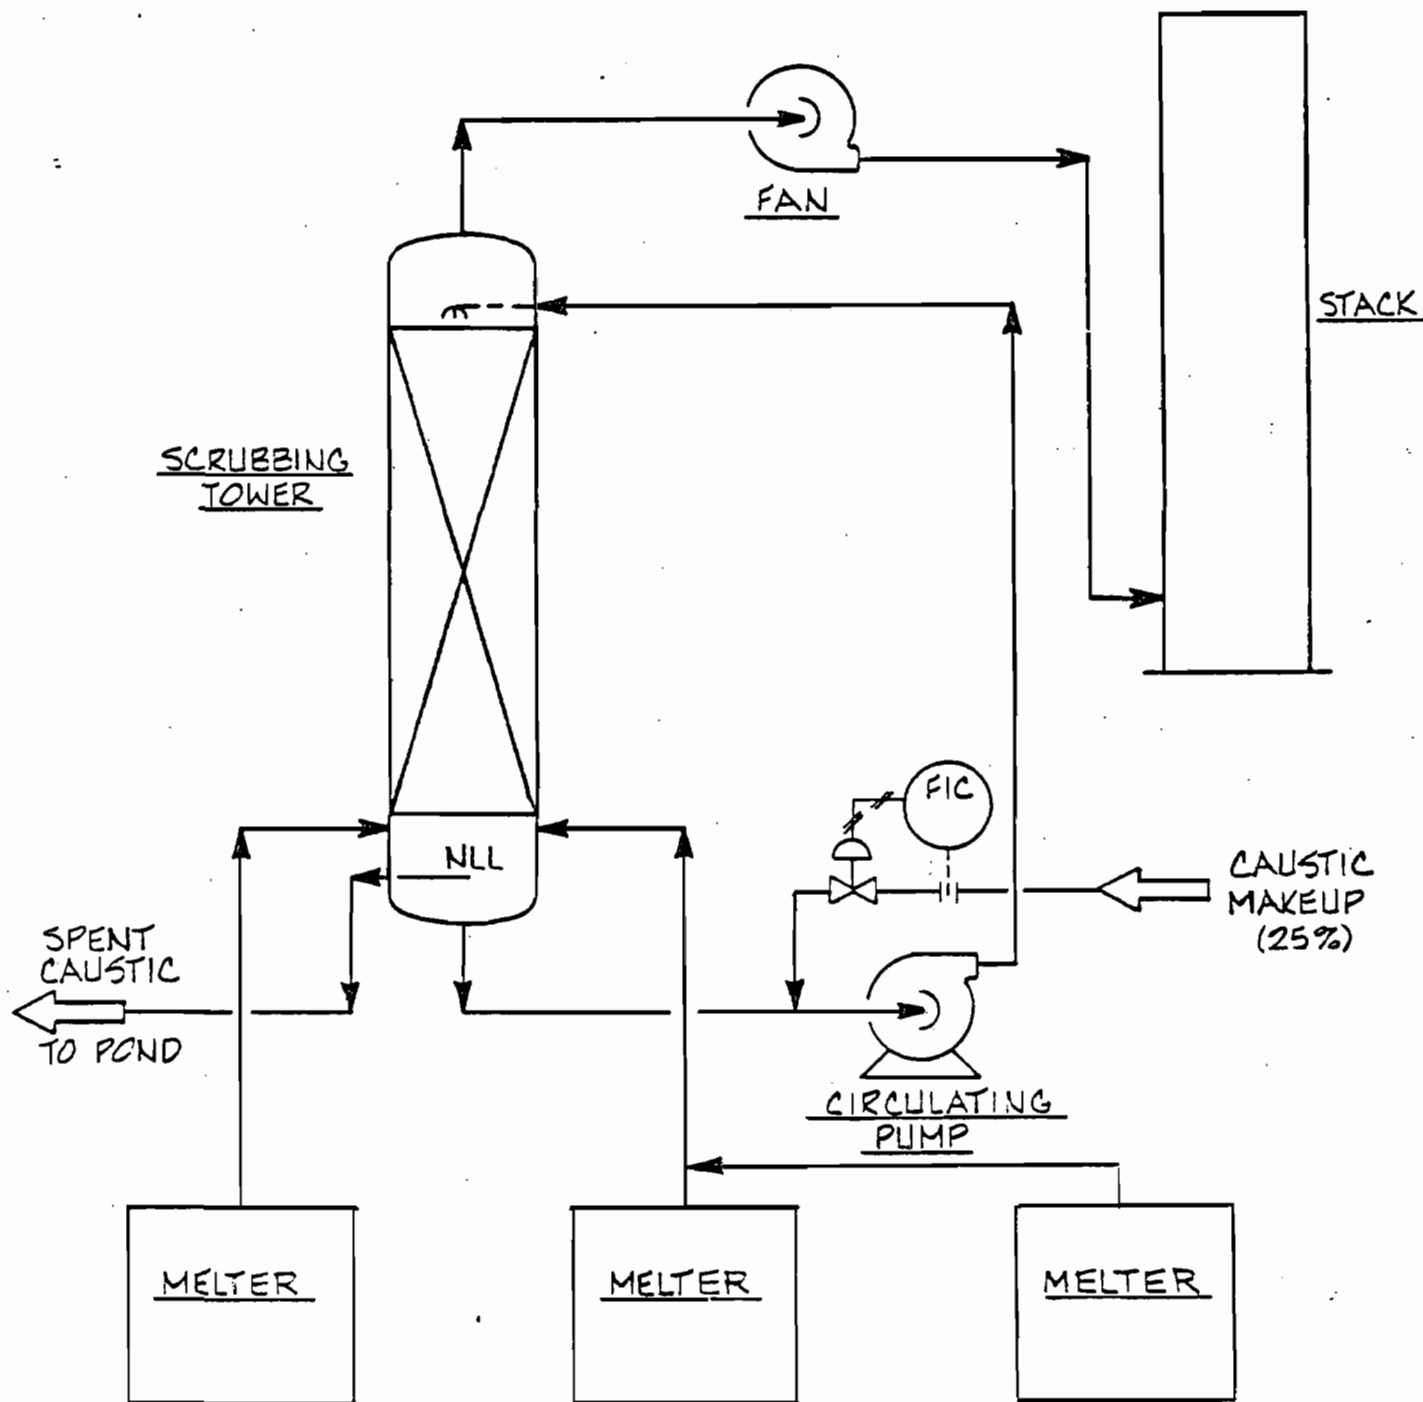 FAN
STACK
SCRUBBING
TOWER
FIC
NLL
CAUSTIC
MAKEUP
(25%)
SPENT
CAUSTIC
TO POND
CIRCULATING
PUMP
MELTER
MELTER
MELTER